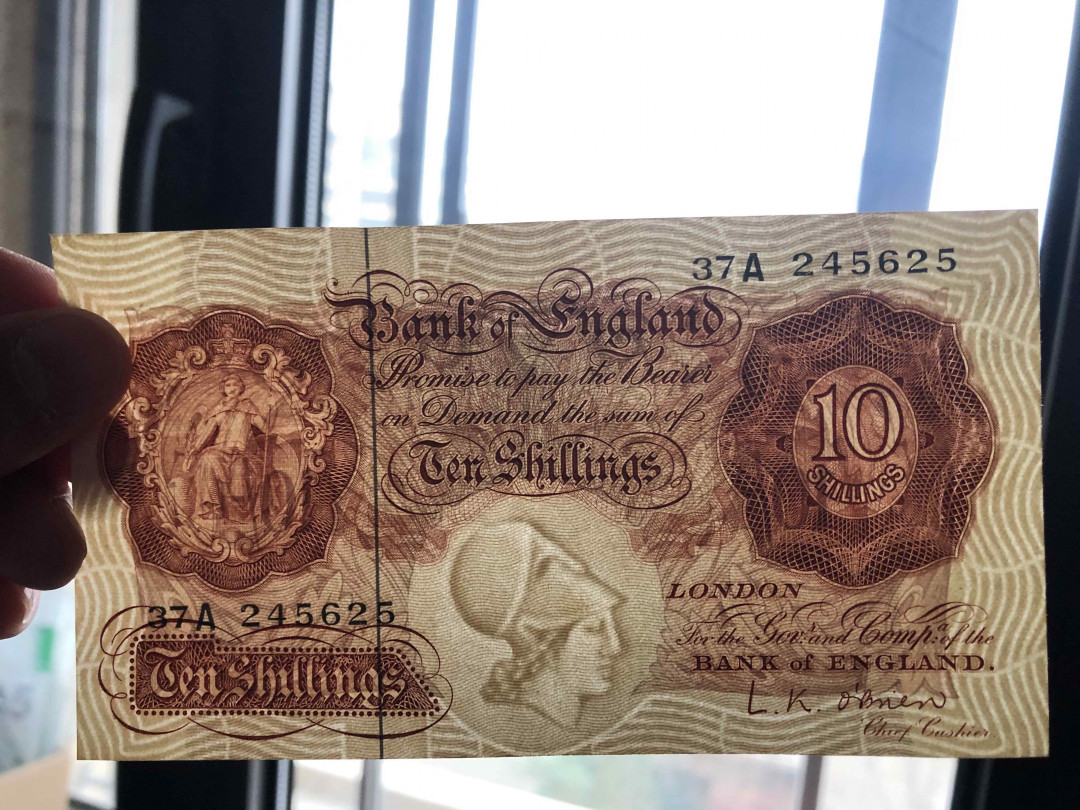 37A 245625
Bank of England
Promise to pay the Bearer
on Demand the sum of
Ten Shillings
10
SHILLINGS
LONDON
For the Govr. and Compa. of the
BANK of ENGLAND.
L.K. O'Brien
Chief Cashier.
37A 245625
Ten Shillings